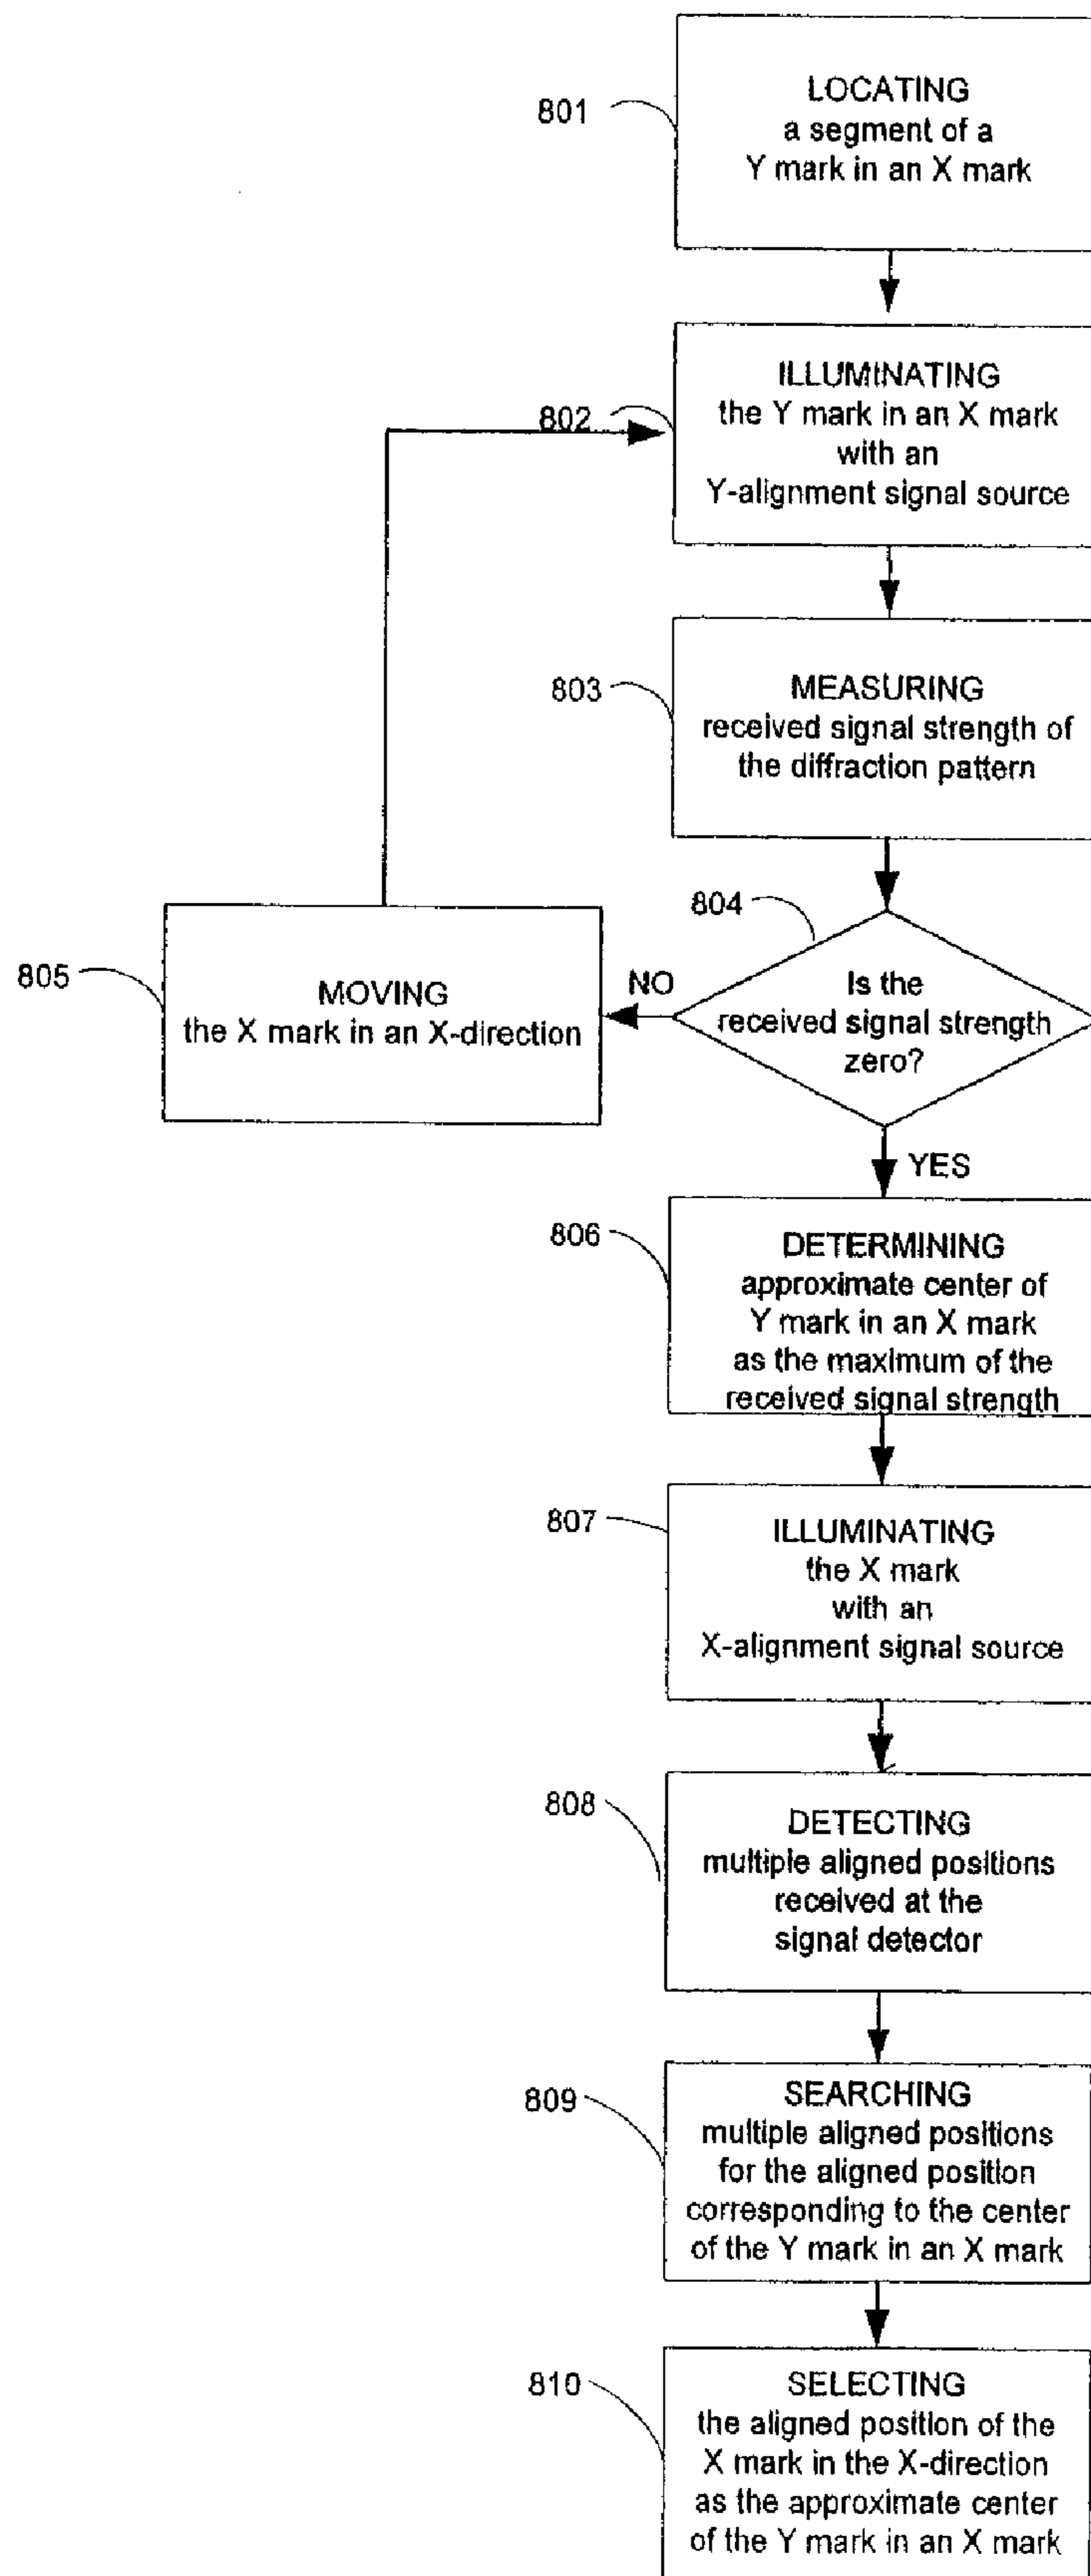 801
LOCATING
a segment of a
Y mark in an X mark
802
ILLUMINATING
the Y mark in an X mark
with an
Y-alignment signal source
803
MEASURING
received signal strength of
the diffraction pattern
804
Is the
received signal strength
zero?
NO
805
MOVING
the X mark in an X-direction
YES
806
DETERMINING
approximate center of
Y mark in an X mark
as the maximum of the
received signal strength
807
ILLUMINATING
the X mark
with an
X-alignment signal source
808
DETECTING
multiple aligned positions
received at the
signal detector
809
SEARCHING
multiple aligned positions
for the aligned position
corresponding to the center
of the Y mark in an X mark
810
SELECTING
the aligned position of the
X mark in the X-direction
as the approximate center
of the Y mark in an X mark